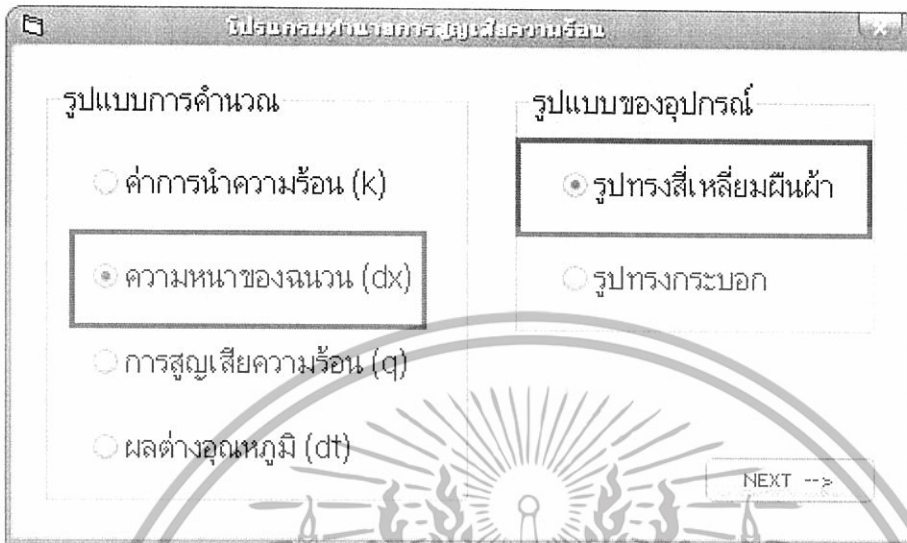 โปรแกรมทำนายการสูญเสียความร้อน
รูปแบบการคำนวณ
ค่าการนำความร้อน (k)
ความหนาของฉนวน (dx)
การสูญเสียความร้อน (q)
ผลต่างอุณหภูมิ (dt)
รูปแบบของอุปกรณ์
รูปทรงสี่เหลี่ยมผืนผ้า
รูปทรงกระบอก
NEXT -->